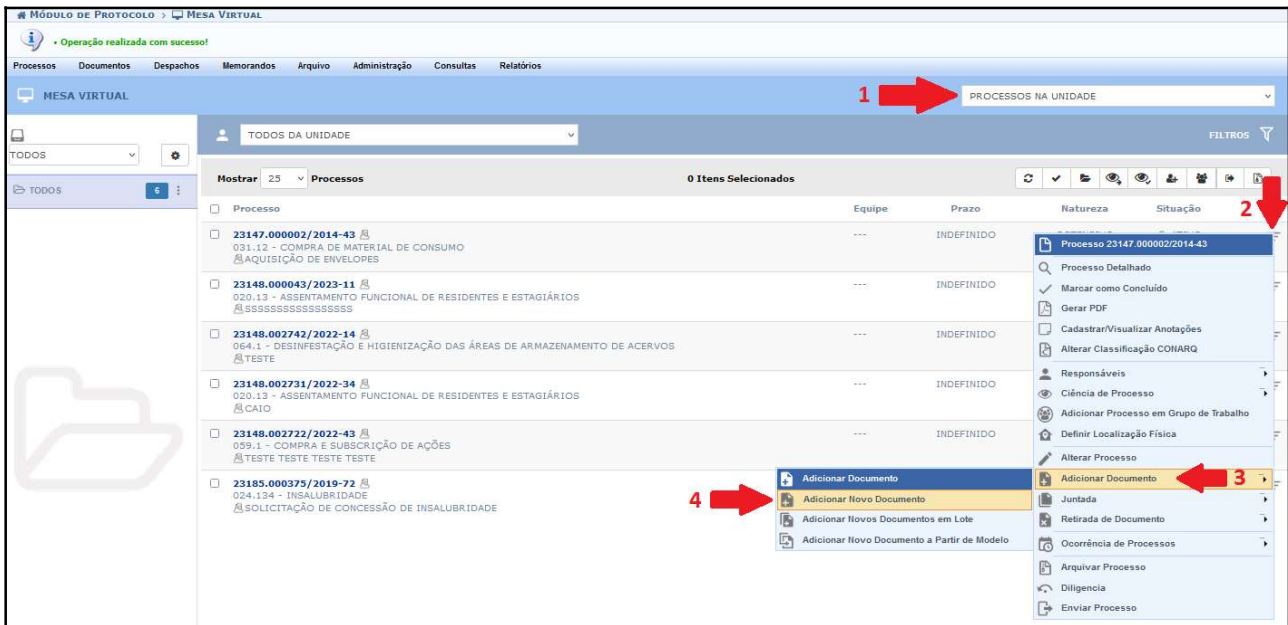 MÓDULO DE PROTOCOLO > MESA VIRTUAL
• Operação realizada com sucesso!
Processos Documentos Despachos Memorandos Arquivo Administração Consultas Relatórios
MESA VIRTUAL
1
PROCESSOS NA UNIDADE
TODOS
TODOS DA UNIDADE
FILTROS
TODOS 6
Mostrar 25 Processos
0 Itens Selecionados
2
Processo Equipe Prazo Natureza Situação
23147.000002/2014-43 --- INDEFINIDO
031.12 - COMPRA DE MATERIAL DE CONSUMO
AQUISIÇÃO DE ENVELOPES
23148.000043/2023-11 --- INDEFINIDO
020.13 - ASSENTAMENTO FUNCIONAL DE RESIDENTES E ESTAGIÁRIOS
SSSSSSSSSSSSSSSSS
23148.002742/2022-14 --- INDEFINIDO
064.1 - DESINFESTAÇÃO E HIGIENIZAÇÃO DAS ÁREAS DE ARMAZENAMENTO DE ACERVOS
TESTE
23148.002731/2022-34 --- INDEFINIDO
020.13 - ASSENTAMENTO FUNCIONAL DE RESIDENTES E ESTAGIÁRIOS
CAIO
23148.002722/2022-43 --- INDEFINIDO
059.1 - COMPRA E SUBSCRIÇÃO DE AÇÕES
TESTE TESTE TESTE TESTE
23185.000375/2019-72
024.134 - INSALUBRIDADE
SOLICITAÇÃO DE CONCESSÃO DE INSALUBRIDADE
Processo 23147.000002/2014-43
Processo Detalhado
Marcar como Concluído
Gerar PDF
Cadastrar/Visualizar Anotações
Alterar Classificação CONARQ
Responsáveis
Ciência de Processo
Adicionar Processo em Grupo de Trabalho
Definir Localização Física
Alterar Processo
Adicionar Documento
3
Juntada
Retirada de Documento
Ocorrência de Processos
Arquivar Processo
Diligencia
Enviar Processo
Adicionar Documento
4
Adicionar Novo Documento
Adicionar Novos Documentos em Lote
Adicionar Novo Documento a Partir de Modelo